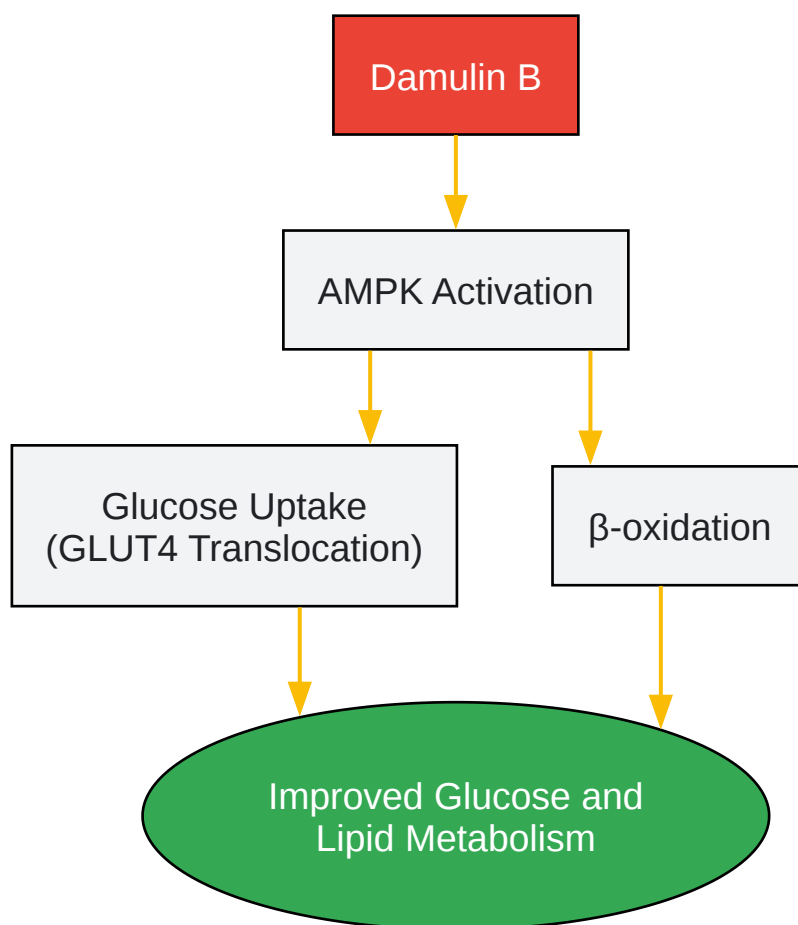 Damulin B
AMPK Activation
Glucose Uptake
(GLUT4 Translocation)
β-oxidation
Improved Glucose and
Lipid Metabolism